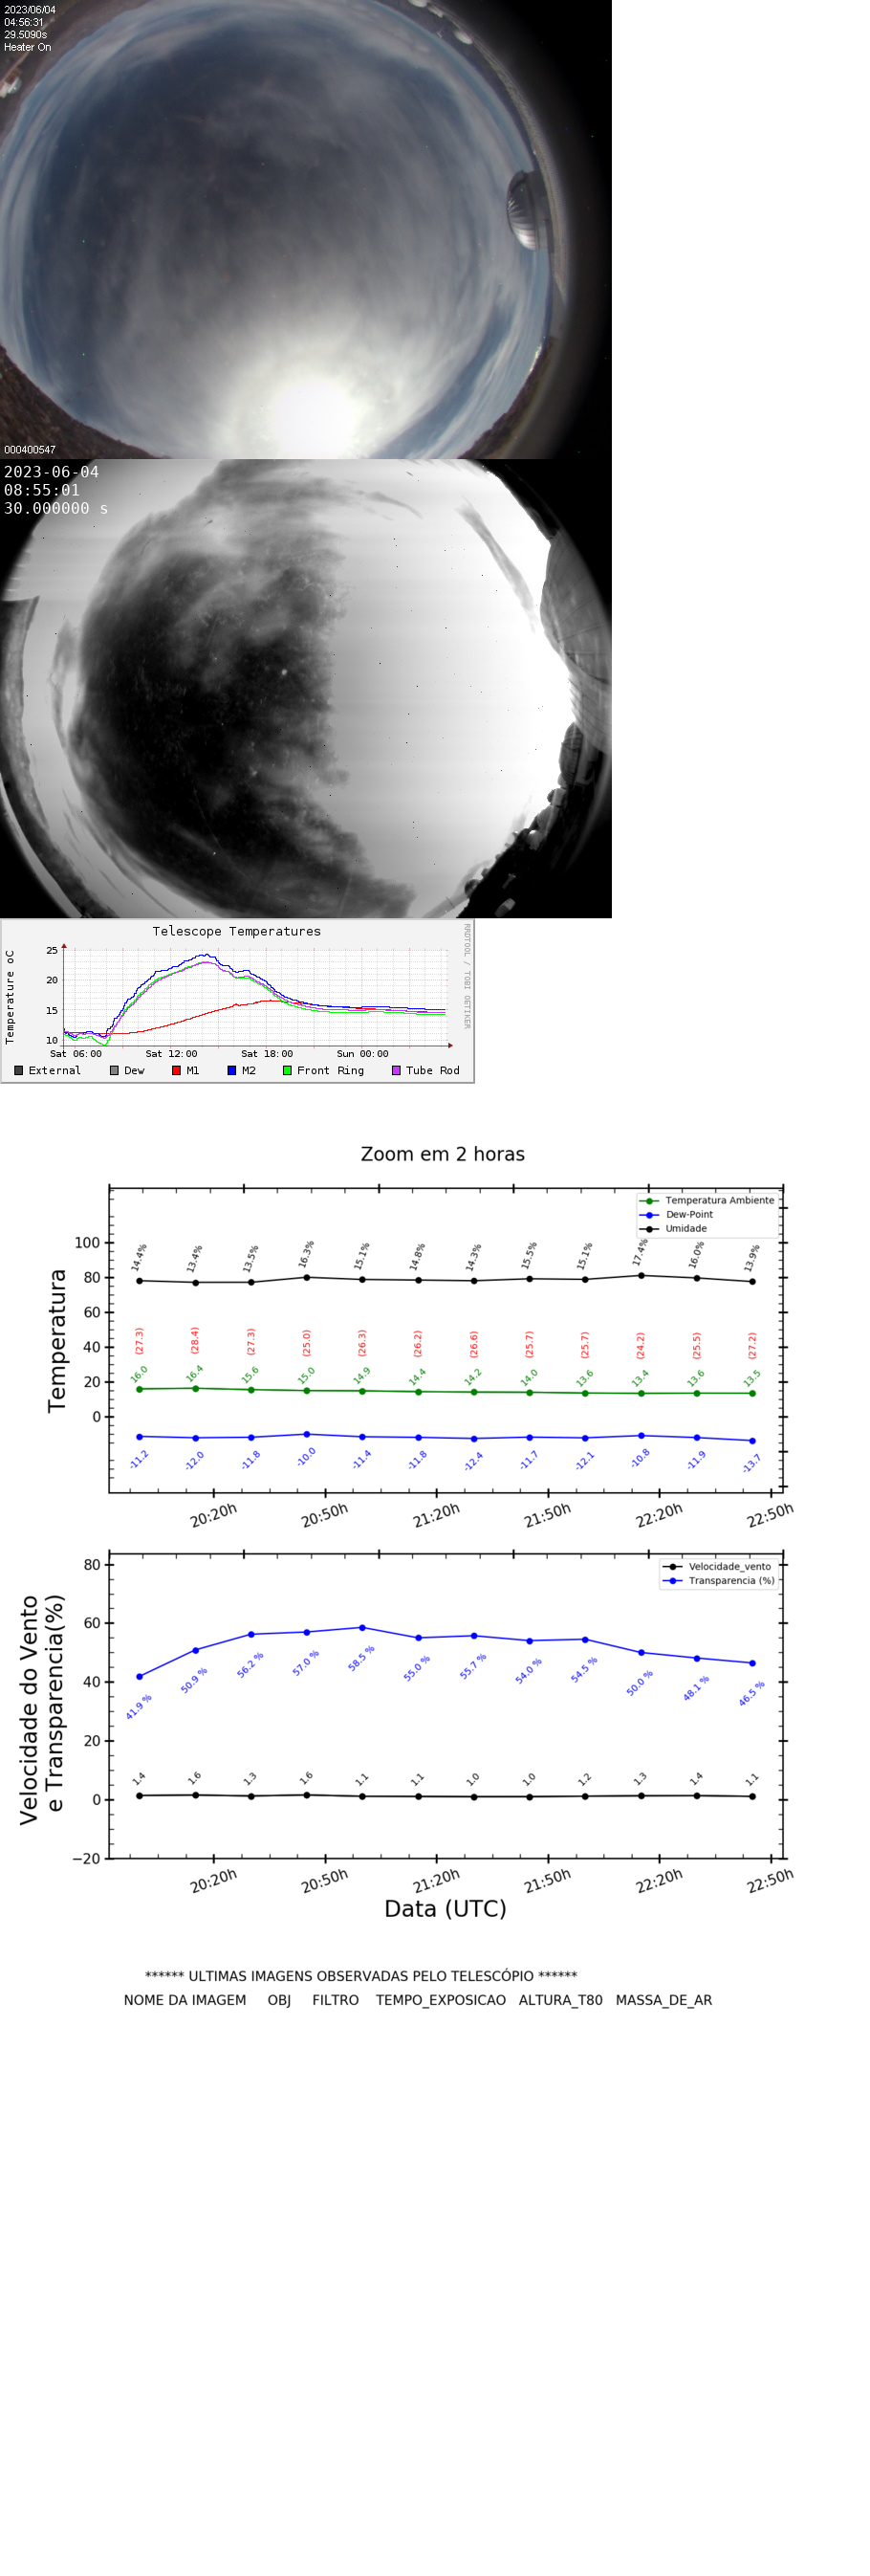 2023/06/04
04:56:31
29.5090s
Heater On
000400547
2023-06-04
08:55:01
30.000000 s
Telescope Temperatures
RRDTOOL / TOBI OETIKER
Temperature oC
25
20
15
10
Sat 06:00 Sat 12:00 Sat 18:00 Sun 00:00
External Dew M1 M2 Front Ring Tube Rod
Zoom em 2 horas
Temperatura Ambiente
Dew-Point
Umidade
Temperatura
100
80
60
40
20
0
14.4% 13.4% 13.5% 16.3% 15.1% 14.8% 14.3% 15.5% 15.1% 17.4% 16.0% 13.9%
(27.3) (28.4) (27.3) (25.0) (26.3) (26.2) (26.6) (25.7) (25.7) (24.2) (25.5) (27.2)
16.0 16.4 15.6 15.0 14.9 14.4 14.2 14.0 13.6 13.4 13.6 13.5
-11.2 -12.0 -11.8 -10.0 -11.4 -11.8 -12.4 -11.7 -12.1 -10.8 -11.9 -13.7
20:20h 20:50h 21:20h 21:50h 22:20h 22:50h
Velocidade_vento
Transparencia (%)
Velocidade do Vento
e Transparencia(%)
80
60
40
20
0
−20
41.9 % 50.9 % 56.2 % 57.0 % 58.5 % 55.0 % 55.7 % 54.0 % 54.5 % 50.0 % 48.1 % 46.5 %
1.4 1.6 1.3 1.6 1.1 1.1 1.0 1.0 1.2 1.3 1.4 1.1
20:20h 20:50h 21:20h 21:50h 22:20h 22:50h
Data (UTC)
****** ULTIMAS IMAGENS OBSERVADAS PELO TELESCÓPIO ******
NOME DA IMAGEM OBJ FILTRO TEMPO_EXPOSICAO ALTURA_T80 MASSA_DE_AR